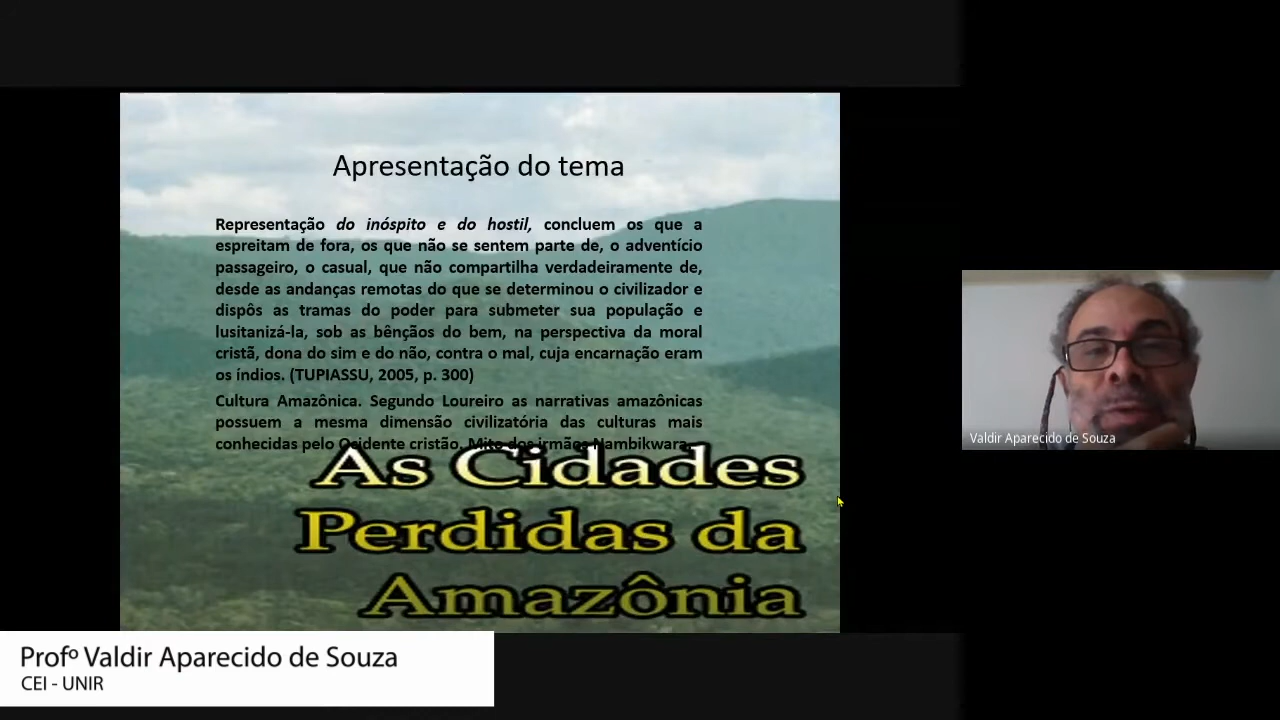 Apresentação do tema
Representação do inóspito e do hostil, concluem os que a
espreitam de fora, os que não se sentem parte de, o adventício
passageiro, o casual, que não compartilha verdadeiramente de,
desde as andanças remotas do que se determinou o civilizador e
dispôs as tramas do poder para submeter sua população e
lusitanizá-la, sob as bênçãos do bem, na perspectiva da moral
cristã, dona do sim e do não, contra o mal, cuja encarnação eram
os índios. (TUPIASSU, 2005, p. 300)
Cultura Amazônica. Segundo Loureiro as narrativas amazônicas
possuem a mesma dimensão civilizatória das culturas mais
conhecidas pelo Ocidente cristão. Mito dos irmãos Nambikwara.
As Cidades
Perdidas da
Amazônia
Valdir Aparecido de Souza
Profº Valdir Aparecido de Souza
CEI - UNIR